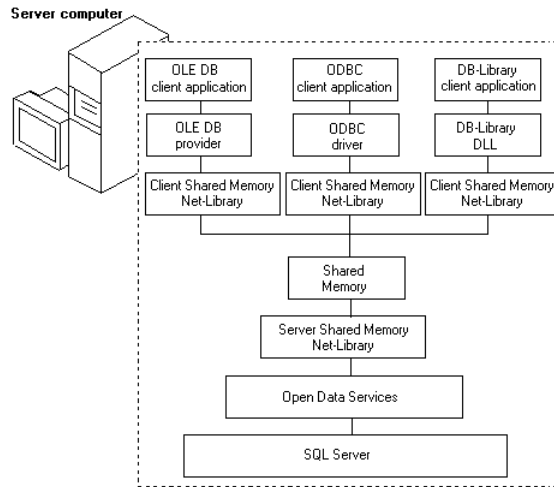 Server computer
OLE DB
client application
ODBC
client application
DB-Library
client application
OLE DB
provider
ODBC
driver
DB-Library
DLL
Client Shared Memory
Net-Library
Client Shared Memory
Net-Library
Client Shared Memory
Net-Library
Shared
Memory
Server Shared Memory
Net-Library
Open Data Services
SQL Server